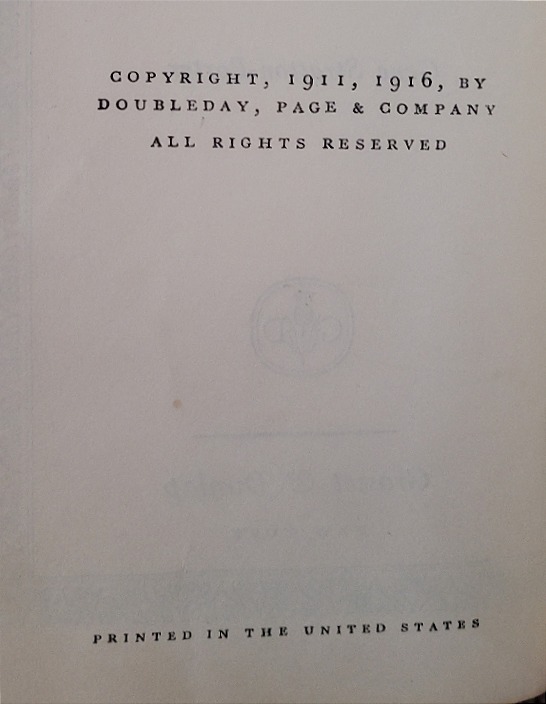 COPYRIGHT, 1911, 1916, BY
DOUBLEDAY, PAGE & COMPANY
ALL RIGHTS RESERVED
PRINTED IN THE UNITED STATES